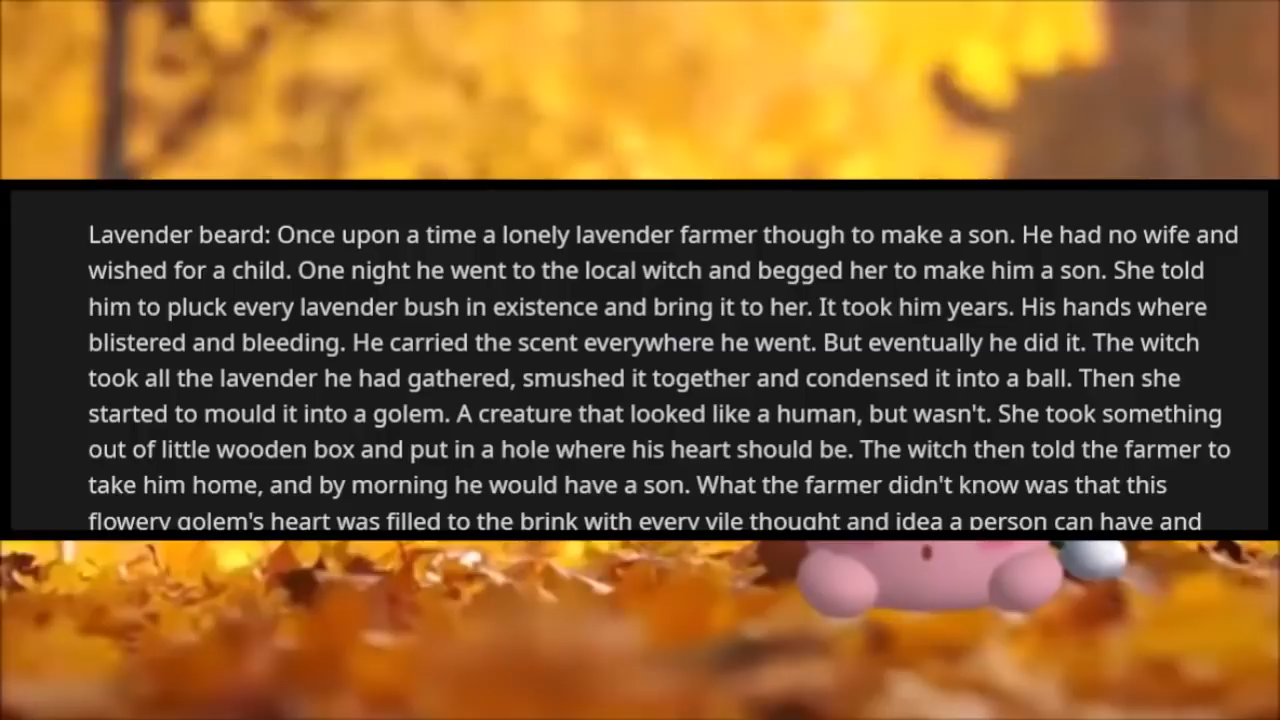 Lavender beard: Once upon a time a lonely lavender farmer though to make a son. He had no wife and
wished for a child. One night he went to the local witch and begged her to make him a son. She told
him to pluck every lavender bush in existence and bring it to her. It took him years. His hands where
blistered and bleeding. He carried the scent everywhere he went. But eventually he did it. The witch
took all the lavender he had gathered, smushed it together and condensed it into a ball. Then she
started to mould it into a golem. A creature that looked like a human, but wasn't. She took something
out of little wooden box and put in a hole where his heart should be. The witch then told the farmer to
take him home, and by morning he would have a son. What the farmer didn't know was that this
flowery golem's heart was filled to the brink with every vile thought and idea a person can have and